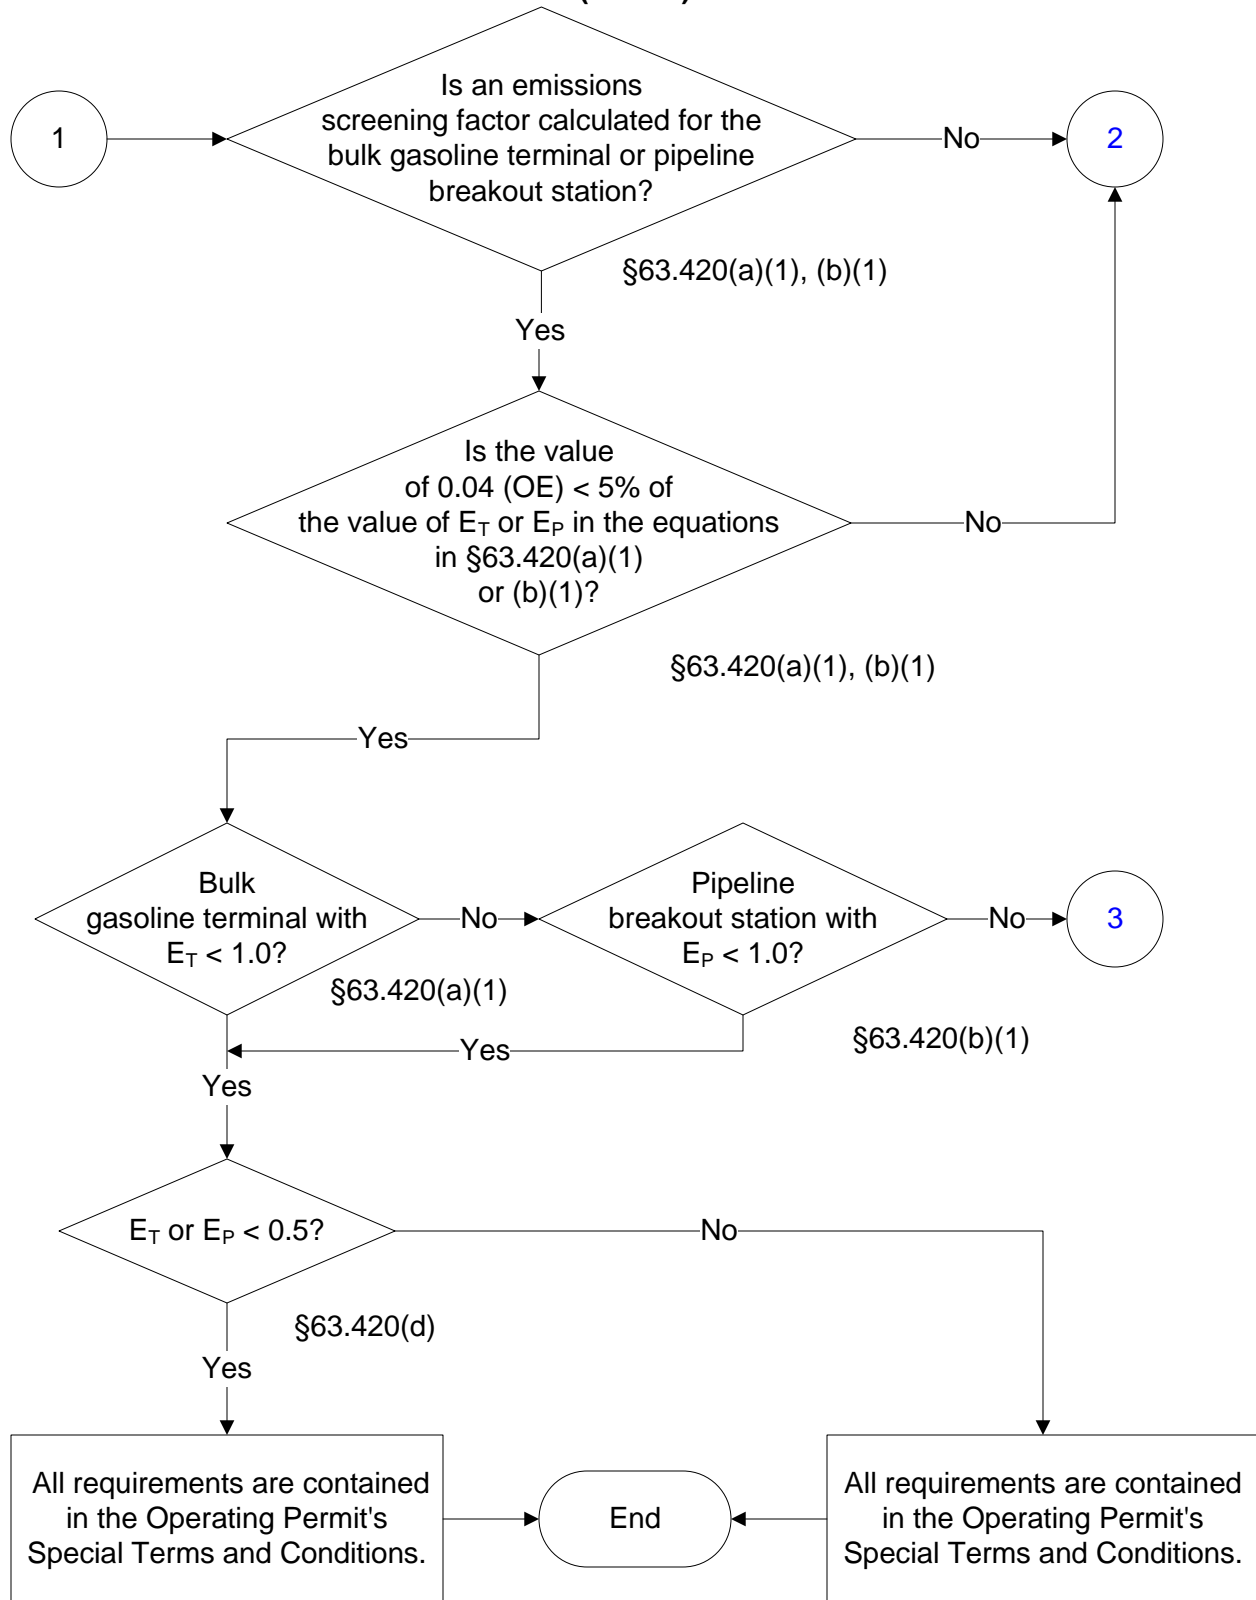 Is an emissions
screening factor calculated for the
bulk gasoline terminal or pipeline
breakout station?
1
No
2
§63.420(a)(1), (b)(1)
Yes
Is the value
of 0.04 (OE) < 5% of
the value of ET or EP in the equations
in §63.420(a)(1)
or (b)(1)?
No
§63.420(a)(1), (b)(1)
Yes
Bulk
gasoline terminal with
ET < 1.0?
No
Pipeline
breakout station with
EP < 1.0?
No
3
§63.420(a)(1)
§63.420(b)(1)
Yes
Yes
ET or EP < 0.5?
No
§63.420(d)
Yes
All requirements are contained
in the Operating Permit's
Special Terms and Conditions.
End
All requirements are contained
in the Operating Permit's
Special Terms and Conditions.